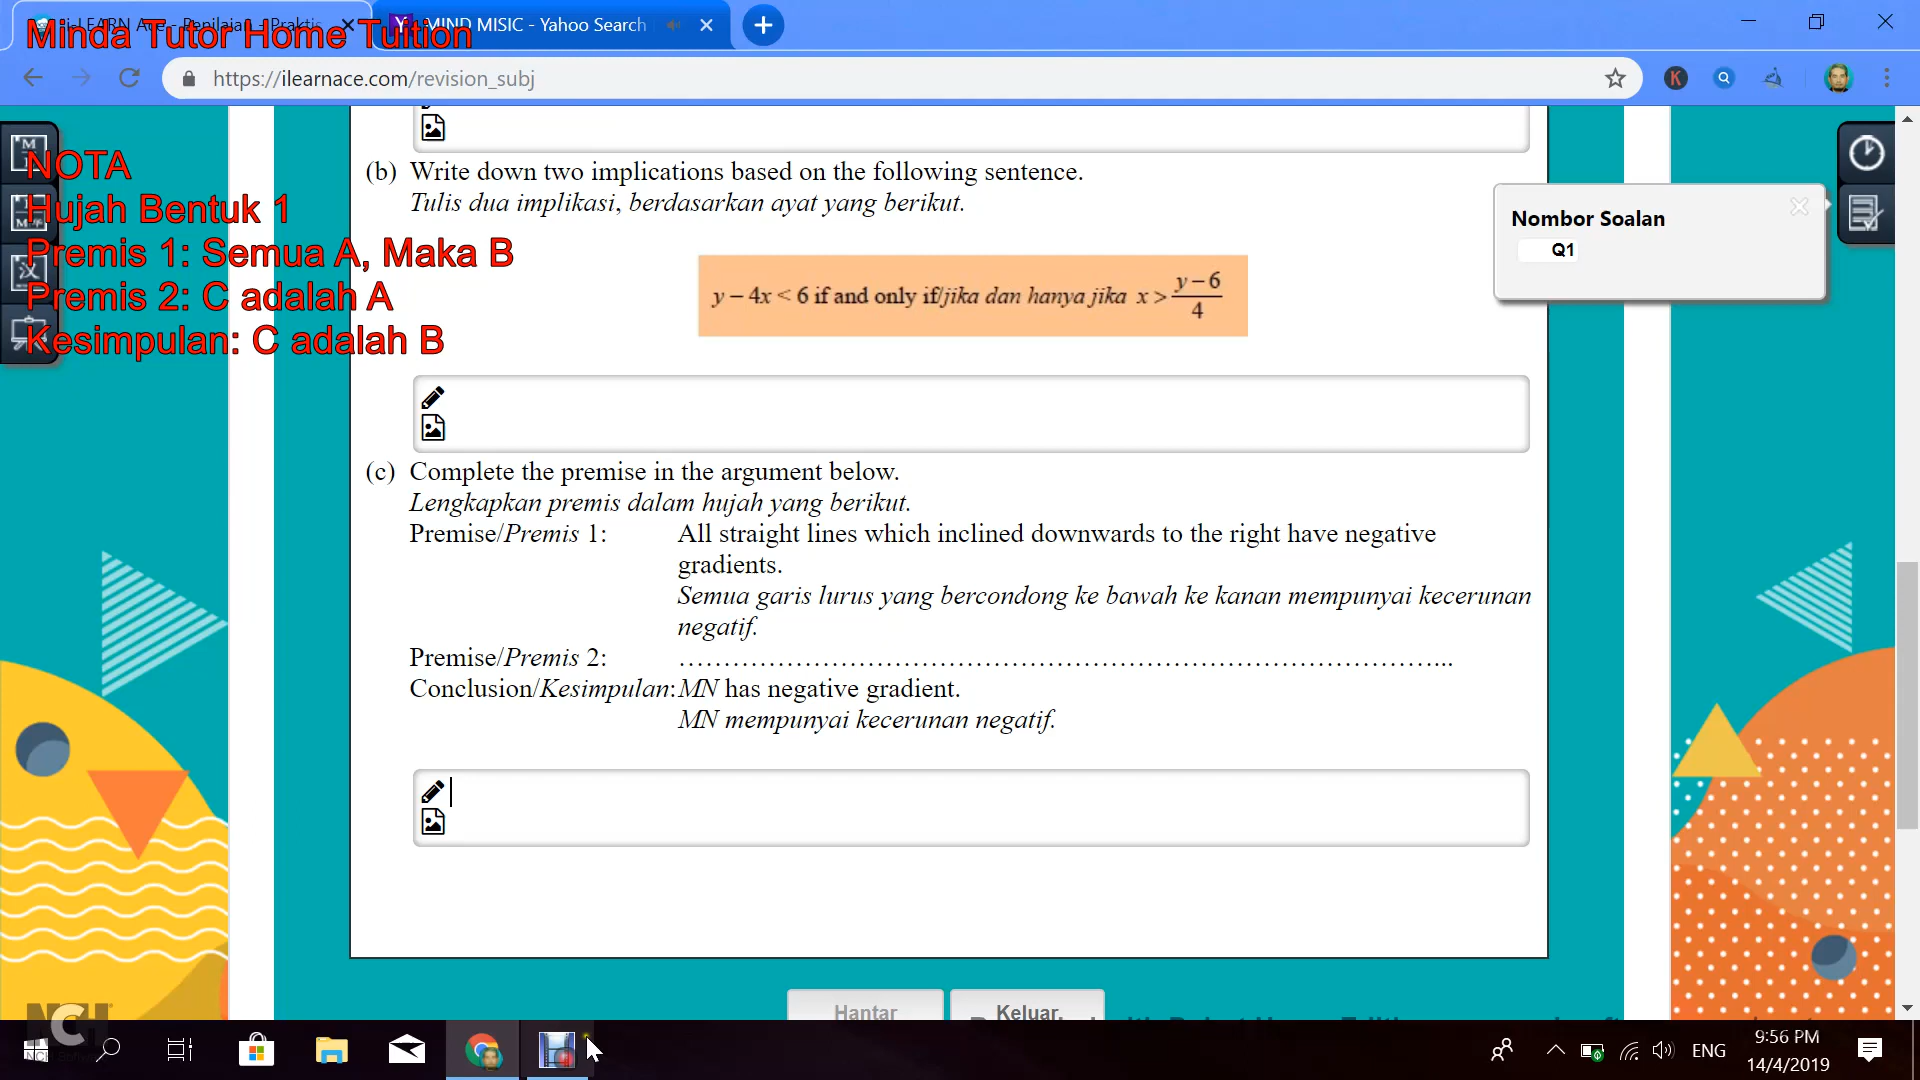 i-LEARN Ace - Penilaian - Praktis
MIND MISIC - Yahoo Search
Minda Tutor Home Tuition
https://ilearnace.com/revision_subj
NOTA
Hujah Bentuk 1
Premis 1: Semua A, Maka B
Premis 2: C adalah A
Kesimpulan: C adalah B
(b) Write down two implications based on the following sentence.
Tulis dua implikasi, berdasarkan ayat yang berikut.
y – 4x < 6 if and only if/jika dan hanya jika x > y – 6
4
Nombor Soalan
Q1
(c) Complete the premise in the argument below.
Lengkapkan premis dalam hujah yang berikut.
Premise/Premis 1: All straight lines which inclined downwards to the right have negative
gradients.
Semua garis lurus yang bercondong ke bawah ke kanan mempunyai kecerunan
negatif.
Premise/Premis 2: ………………………………………………………………………………...
Conclusion/Kesimpulan: MN has negative gradient.
MN mempunyai kecerunan negatif.
Hantar
Keluar
NCH
ENG
9:56 PM
14/4/2019